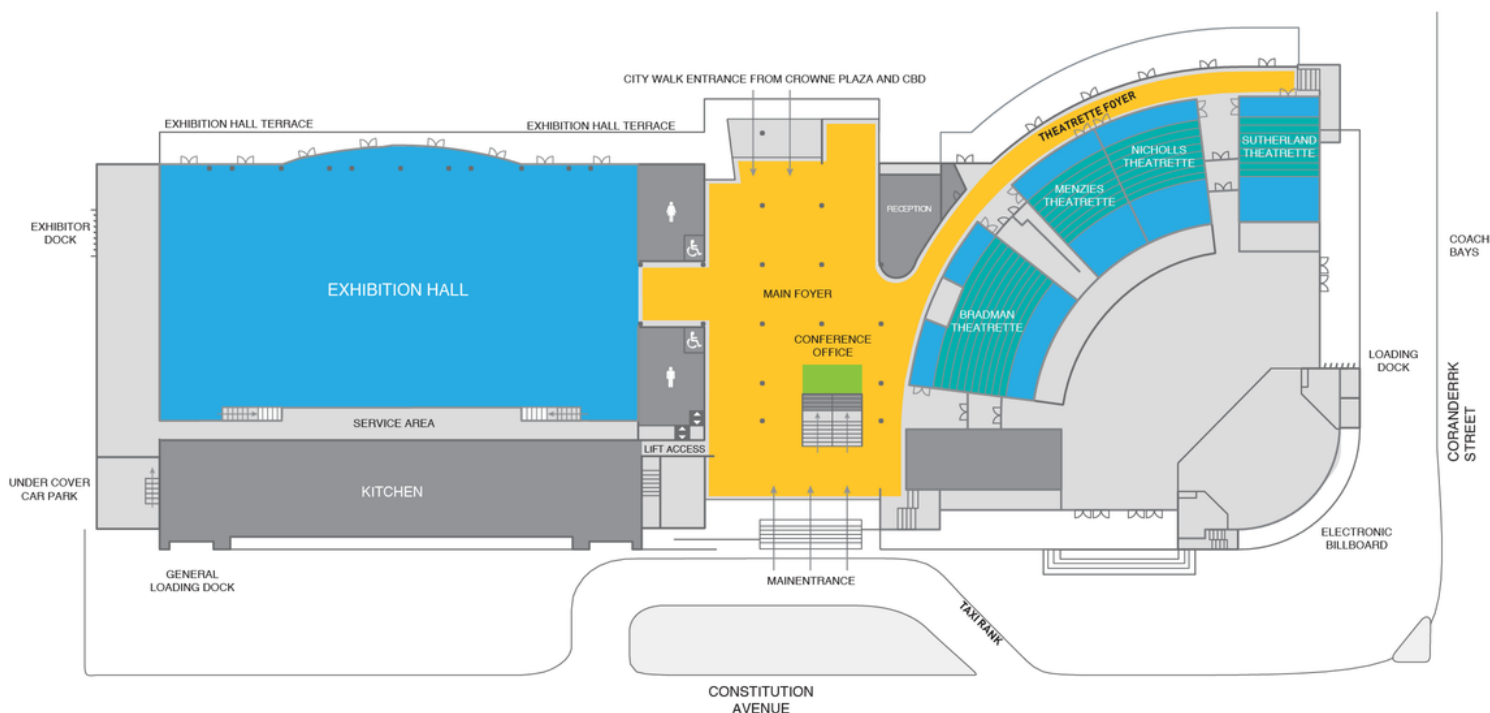 CITY WALK ENTRANCE FROM CROWNE PLAZA AND CBD
EXHIBITION HALL TERRACE
EXHIBITION HALL TERRACE
THEATRETTE FOYER
NICHOLLS
THEATRETTE
SUTHERLAND
THEATRETTE
MENZIES
THEATRETTE
RECEPTION
EXHIBITOR
DOCK
COACH
BAYS
EXHIBITION HALL
MAIN FOYER
BRADMAN
THEATRETTE
CONFERENCE
OFFICE
LOADING
DOCK
CORANDERRK
STREET
SERVICE AREA
LIFT ACCESS
UNDER COVER
CAR PARK
KITCHEN
ELECTRONIC
BILLBOARD
GENERAL
LOADING DOCK
MAINENTRANCE
TAXI RANK
CONSTITUTION
AVENUE